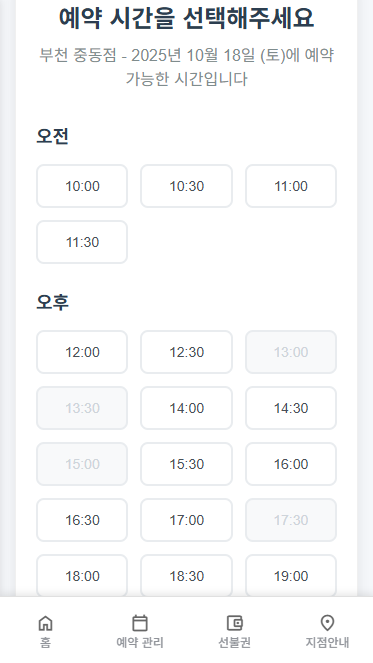 예약 시간을 선택해주세요
부천 중동점 - 2025년 10월 18일 (토)에 예약
가능한 시간입니다
오전
10:00 10:30 11:00
11:30
오후
12:00 12:30 13:00
13:30 14:00 14:30
15:00 15:30 16:00
16:30 17:00 17:30
18:00 18:30 19:00
홈 예약 관리 선불권 지점안내